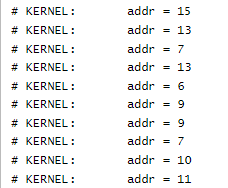 # KERNEL: addr = 15
# KERNEL: addr = 13
# KERNEL: addr = 7
# KERNEL: addr = 13
# KERNEL: addr = 6
# KERNEL: addr = 9
# KERNEL: addr = 9
# KERNEL: addr = 7
# KERNEL: addr = 10
# KERNEL: addr = 11